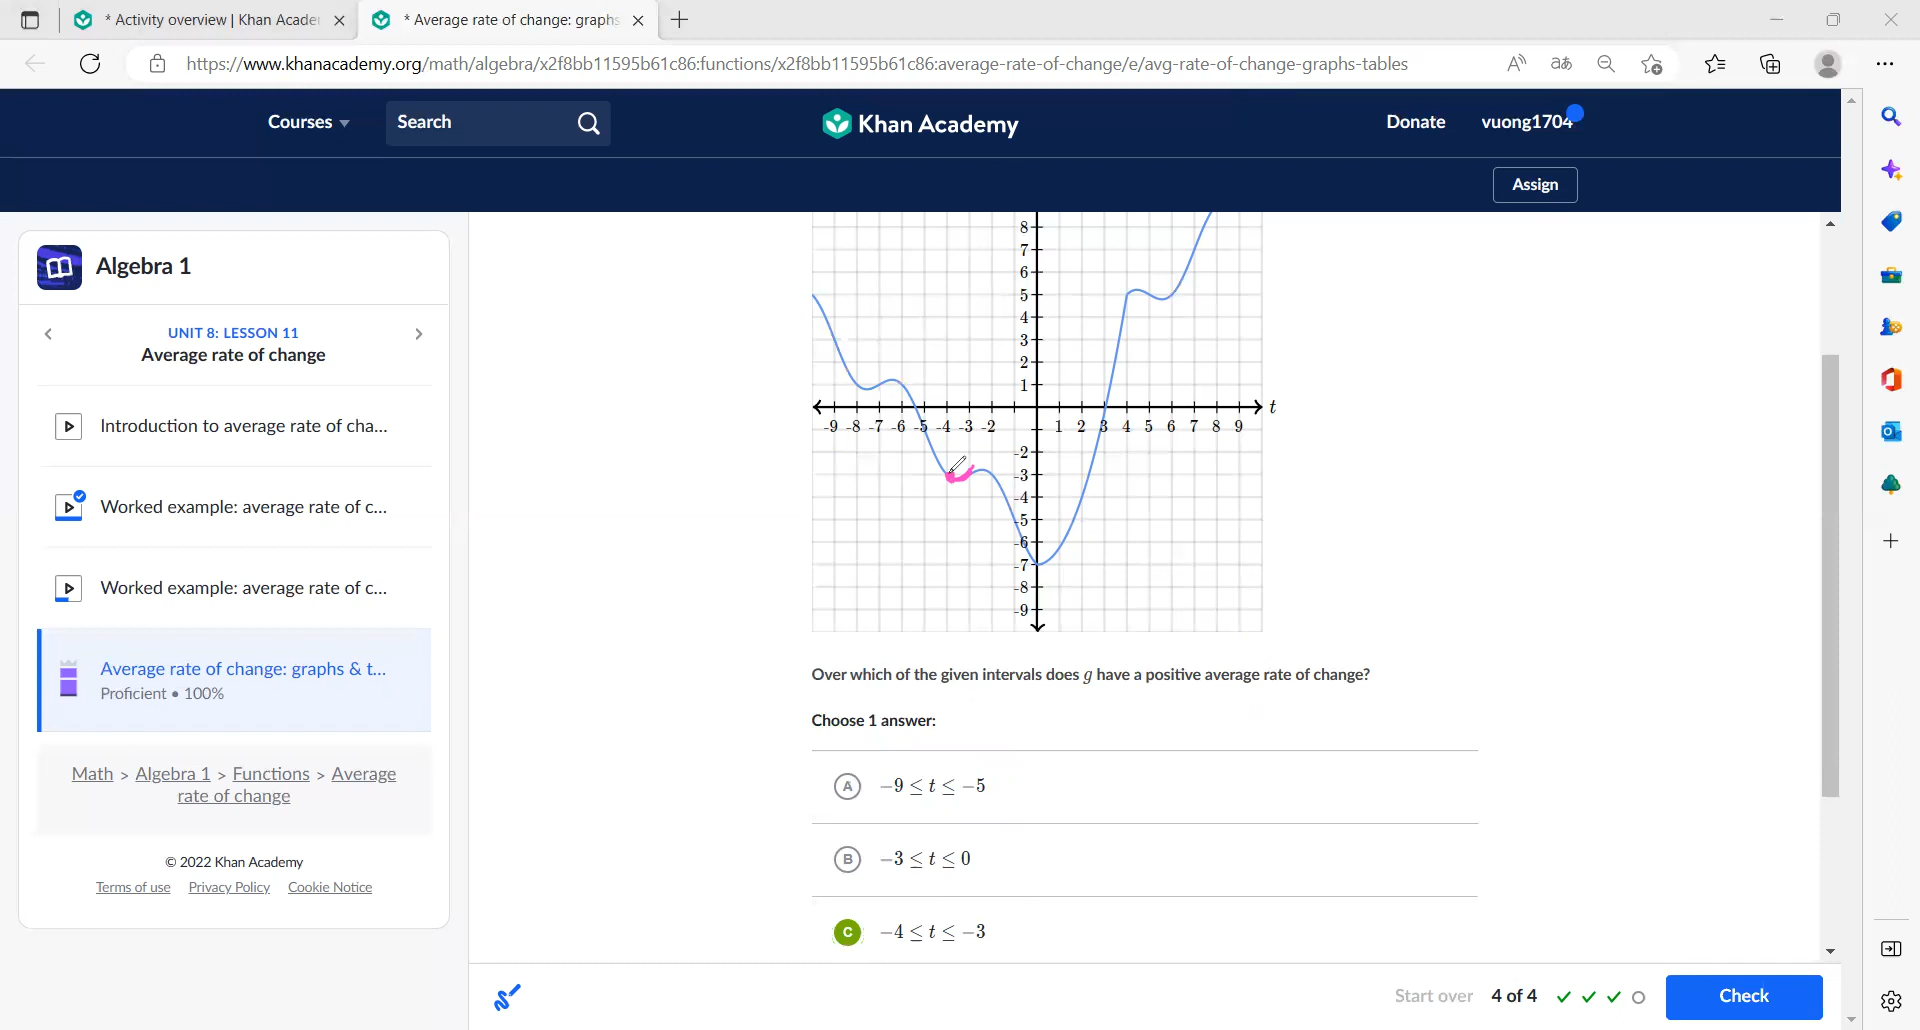 * Activity overview | Khan Acade
* Average rate of change: graphs
https://www.khanacademy.org/math/algebra/x2f8bb11595b61c86:functions/x2f8bb11595b61c86:average-rate-of-change/e/avg-rate-of-change-graphs-tables
Courses
Search
Khan Academy
Donate
vuong1704
Assign
Algebra 1
UNIT 8: LESSON 11
Average rate of change
Introduction to average rate of cha...
Worked example: average rate of c...
Worked example: average rate of c...
Average rate of change: graphs & t...
Proficient • 100%
Math > Algebra 1 > Functions > Average
rate of change
© 2022 Khan Academy
Terms of use Privacy Policy Cookie Notice
8
7
6
5
4
3
2
1
t
-9 -8 -7 -6 -5 -4 -3 -2 1 2 3 4 5 6 7 8 9
-2
-3
-4
-5
-6
-7
-8
-9
Over which of the given intervals does g have a positive average rate of change?
Choose 1 answer:
A −9 ≤ t ≤ −5
B −3 ≤ t ≤ 0
C −4 ≤ t ≤ −3
Start over 4 of 4 Check